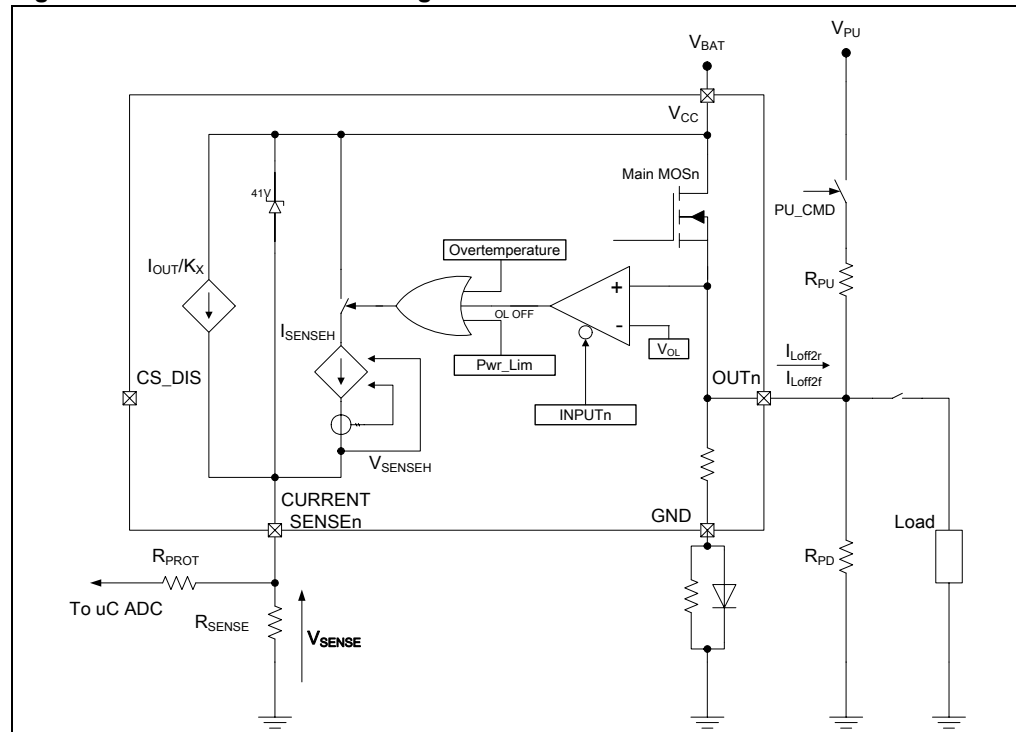 V_BAT
V_PU
V_CC
41V
Main MOSn
PU_CMD
Overtemperature
I_OUT/K_X
R_PU
+
OL OFF
-
I_SENSEH
V_OL
Pwr_Lim
I_Loff2r
OUTn
I_Loff2f
CS_DIS
INPUTn
V_SENSEH
CURRENT
SENSEn
GND
Load
R_PROT
R_PD
To uC ADC
R_SENSE
V_SENSE